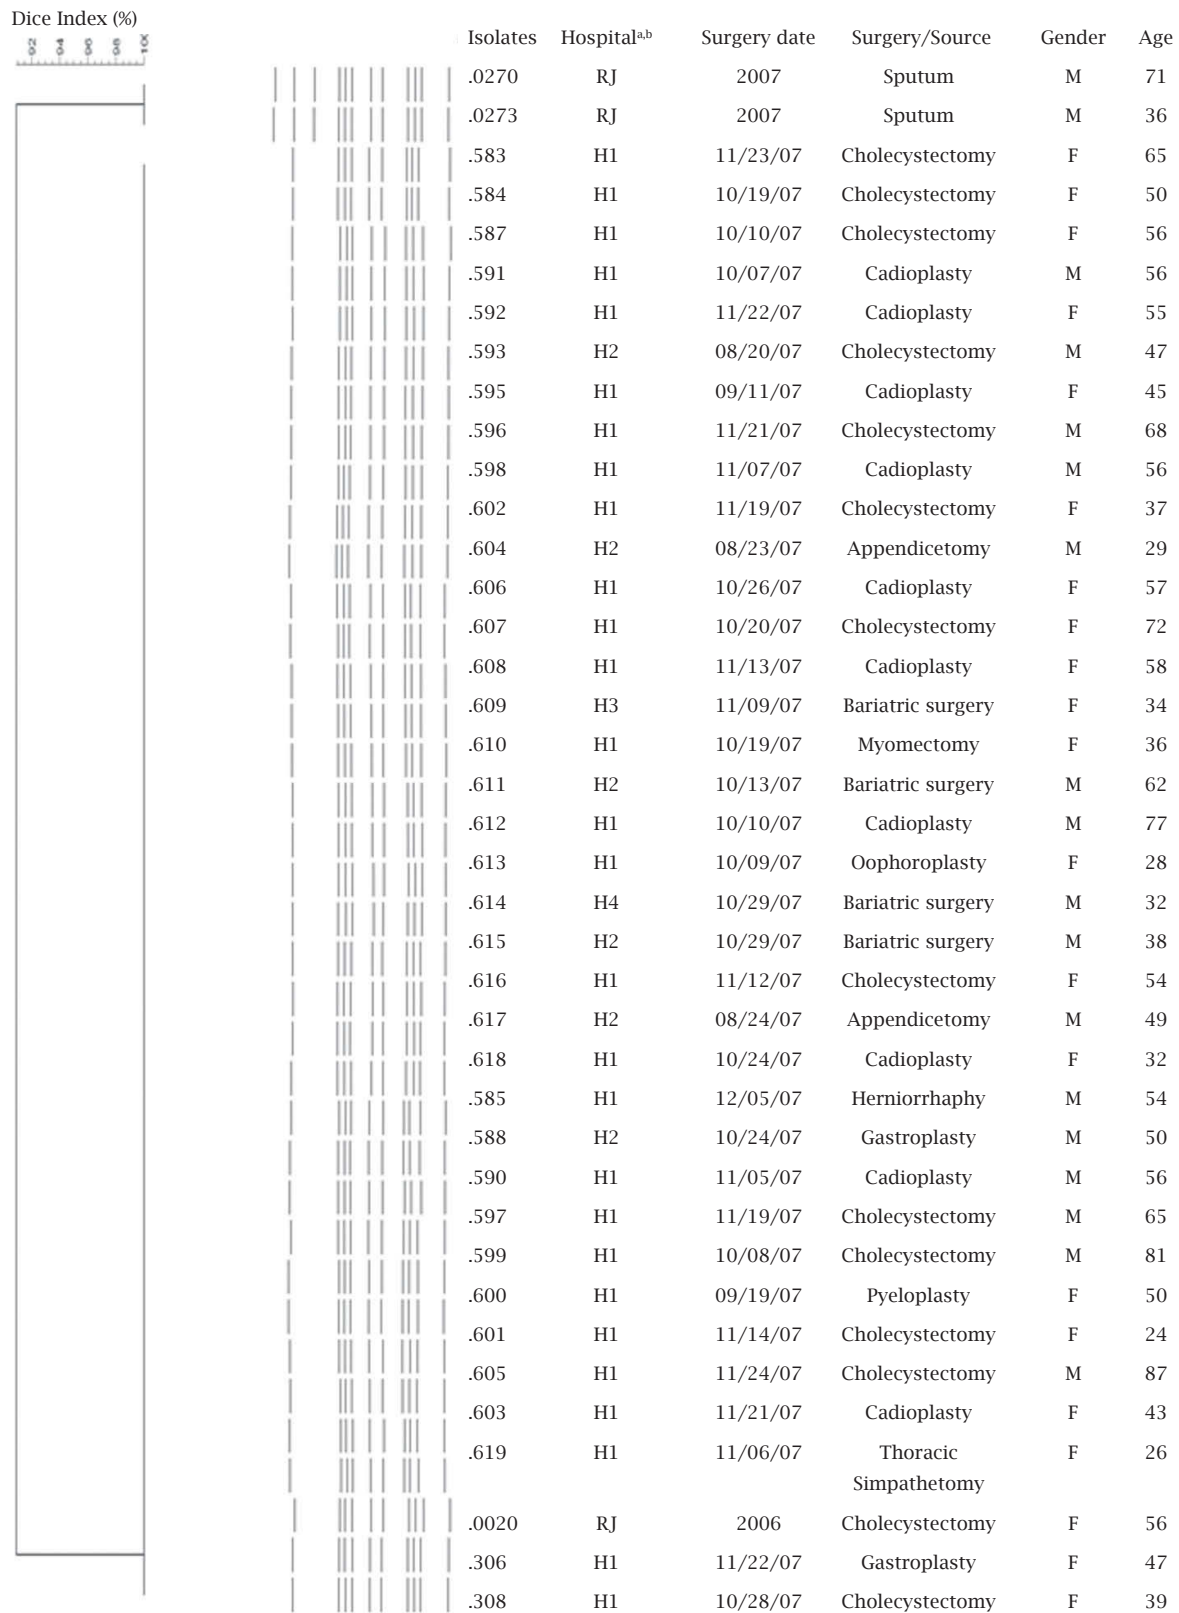 Dice Index (%)
92 94 96 98 100
Isolates Hospitala,b Surgery date Surgery/Source Gender Age
.0270 RJ 2007 Sputum M 71
.0273 RJ 2007 Sputum M 36
.583 H1 11/23/07 Cholecystectomy F 65
.584 H1 10/19/07 Cholecystectomy F 50
.587 H1 10/10/07 Cholecystectomy F 56
.591 H1 10/07/07 Cadioplasty M 56
.592 H1 11/22/07 Cadioplasty F 55
.593 H2 08/20/07 Cholecystectomy M 47
.595 H1 09/11/07 Cadioplasty F 45
.596 H1 11/21/07 Cholecystectomy M 68
.598 H1 11/07/07 Cadioplasty M 56
.602 H1 11/19/07 Cholecystectomy F 37
.604 H2 08/23/07 Appendicetomy M 29
.606 H1 10/26/07 Cadioplasty F 57
.607 H1 10/20/07 Cholecystectomy F 72
.608 H1 11/13/07 Cadioplasty F 58
.609 H3 11/09/07 Bariatric surgery F 34
.610 H1 10/19/07 Myomectomy F 36
.611 H2 10/13/07 Bariatric surgery M 62
.612 H1 10/10/07 Cadioplasty M 77
.613 H1 10/09/07 Oophoroplasty F 28
.614 H4 10/29/07 Bariatric surgery M 32
.615 H2 10/29/07 Bariatric surgery M 38
.616 H1 11/12/07 Cholecystectomy F 54
.617 H2 08/24/07 Appendicetomy M 49
.618 H1 10/24/07 Cadioplasty F 32
.585 H1 12/05/07 Herniorrhaphy M 54
.588 H2 10/24/07 Gastroplasty M 50
.590 H1 11/05/07 Cadioplasty M 56
.597 H1 11/19/07 Cholecystectomy M 65
.599 H1 10/08/07 Cholecystectomy M 81
.600 H1 09/19/07 Pyeloplasty F 50
.601 H1 11/14/07 Cholecystectomy F 24
.605 H1 11/24/07 Cholecystectomy M 87
.603 H1 11/21/07 Cadioplasty F 43
.619 H1 11/06/07 Thoracic F 26
Simpathetomy
.0020 RJ 2006 Cholecystectomy F 56
.306 H1 11/22/07 Gastroplasty F 47
.308 H1 10/28/07 Cholecystectomy F 39